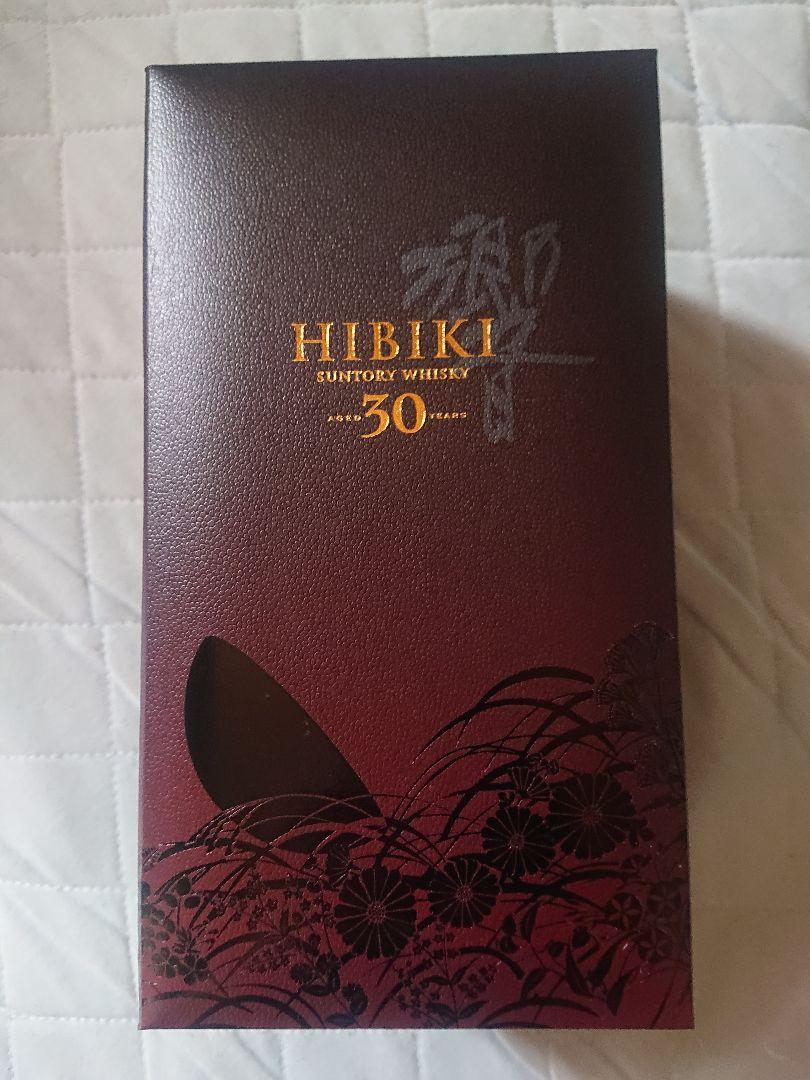 響
HIBIKI
SUNTORY WHISKY
AGED 30 YEARS